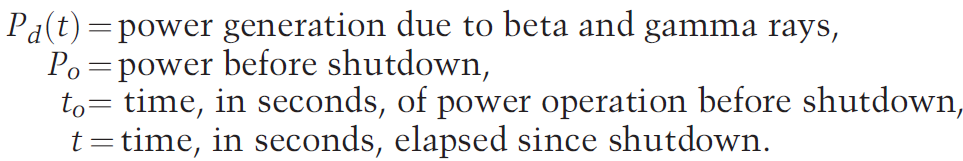 P_d(t) = power generation due to beta and gamma rays,
P_o = power before shutdown,
t_o = time, in seconds, of power operation before shutdown,
t = time, in seconds, elapsed since shutdown.